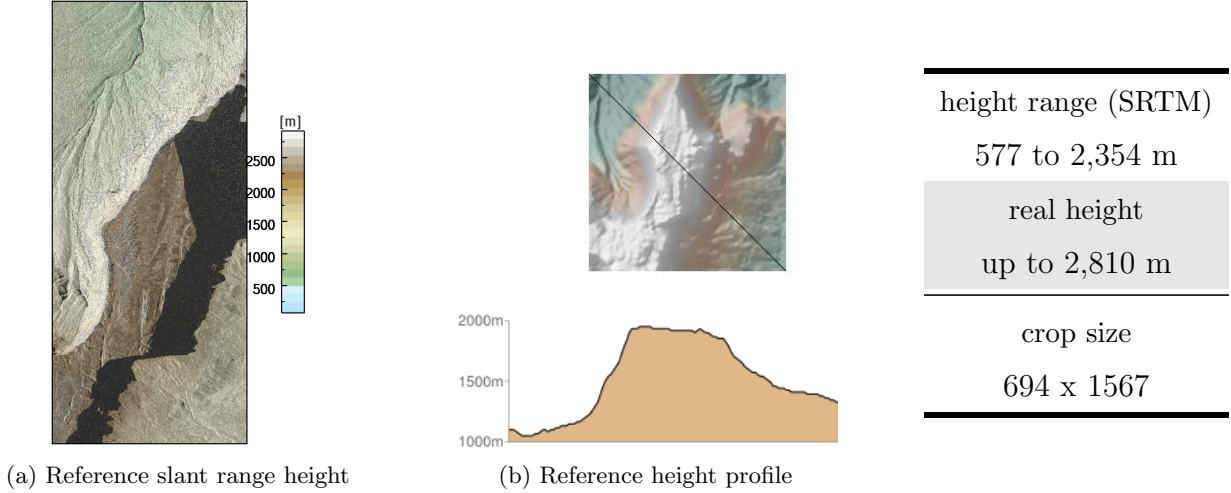 [m]
2500
2000
1500
1000
500
(a) Reference slant range height
2000m
1500m
1000m
(b) Reference height profile
height range (SRTM)
577 to 2,354 m
real height
up to 2,810 m
crop size
694 x 1567